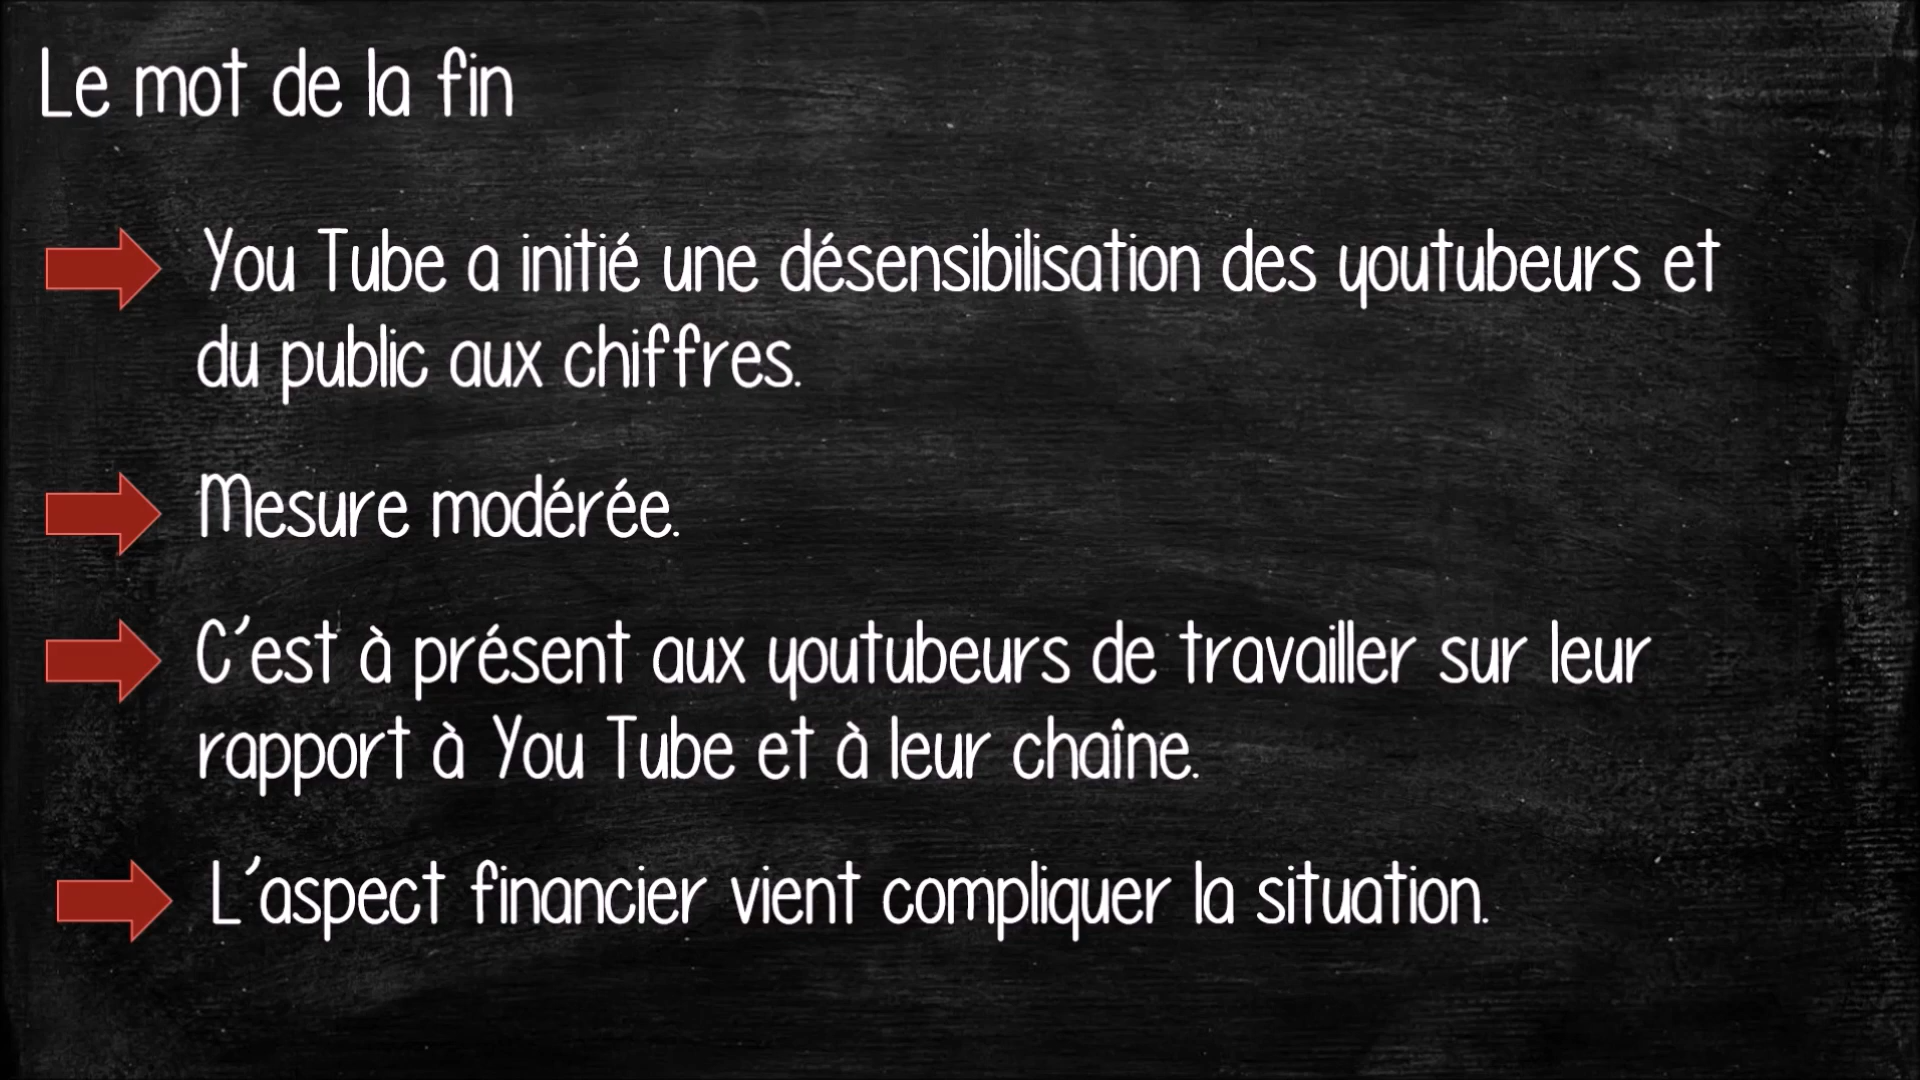 Le mot de la fin
You Tube a initié une désensibilisation des youtubeurs et
du public aux chiffres.
Mesure modérée.
C'est à présent aux youtubeurs de travailler sur leur
rapport à You Tube et à leur chaîne.
L'aspect financier vient compliquer la situation.